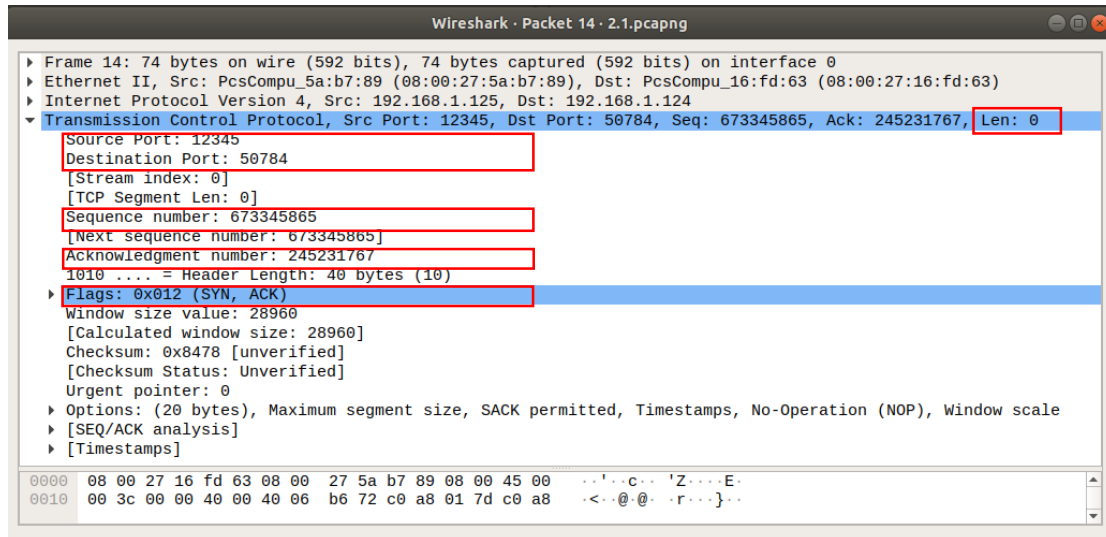 Wireshark · Packet 14 · 2.1.pcapng
Frame 14: 74 bytes on wire (592 bits), 74 bytes captured (592 bits) on interface 0
Ethernet II, Src: PcsCompu_5a:b7:89 (08:00:27:5a:b7:89), Dst: PcsCompu_16:fd:63 (08:00:27:16:fd:63)
Internet Protocol Version 4, Src: 192.168.1.125, Dst: 192.168.1.124
Transmission Control Protocol, Src Port: 12345, Dst Port: 50784, Seq: 673345865, Ack: 245231767, Len: 0
Source Port: 12345
Destination Port: 50784
[Stream index: 0]
[TCP Segment Len: 0]
Sequence number: 673345865
[Next sequence number: 673345865]
Acknowledgment number: 245231767
1010 .... = Header Length: 40 bytes (10)
Flags: 0x012 (SYN, ACK)
Window size value: 28960
[Calculated window size: 28960]
Checksum: 0x8478 [unverified]
[Checksum Status: Unverified]
Urgent pointer: 0
Options: (20 bytes), Maximum segment size, SACK permitted, Timestamps, No-Operation (NOP), Window scale
[SEQ/ACK analysis]
[Timestamps]
0000 08 00 27 16 fd 63 08 00 27 5a b7 89 08 00 45 00 ··'··c·· 'Z····E·
0010 00 3c 00 00 40 00 40 06 b6 72 c0 a8 01 7d c0 a8 ·<··@·@· ·r···}··